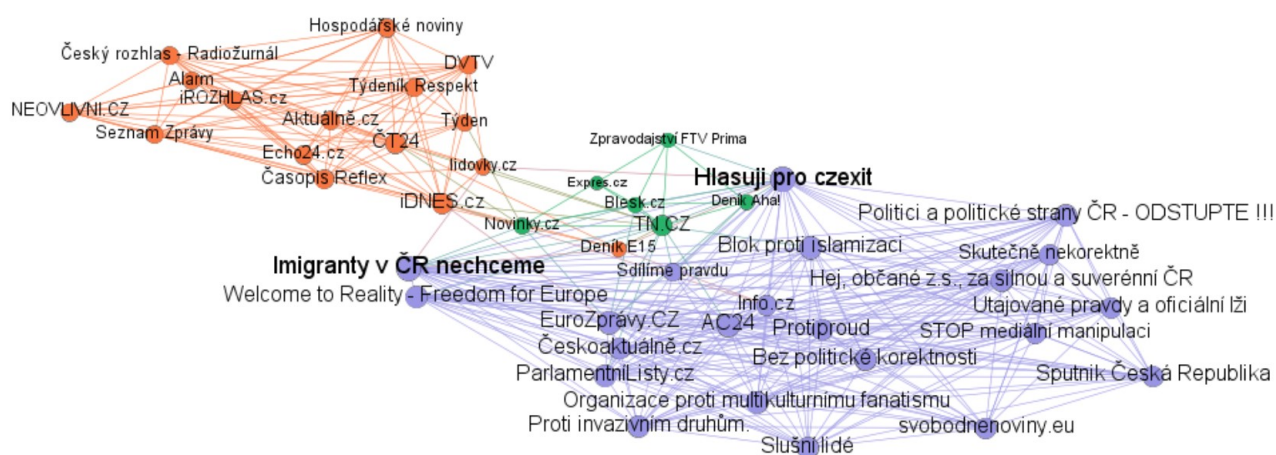 Hospodářské noviny
Český rozhlas - Radiožurnál
DVTV
Alarm
Týdeník Respekt
iROZHLAS.cz
NEOVLIVNI.CZ
Aktuálně.cz
Týden
Seznam Zprávy
ČT24
Zpravodajství FTV Prima
Echo24.cz
lidovky.cz
Časopis Reflex
Hlasuji pro czexit
Expres.cz
iDNES.cz
Blesk.cz
Deník Aha!
Politici a politické strany ČR - ODSTUPTE !!!
Novinky.cz
TN.CZ
Deník E15
Blok proti islamizaci
Skutečně nekorektně
Imigranty v ČR nechceme
Sdílíme pravdu
Hej, občané z.s., za silnou a suverénní ČR
Welcome to Reality - Freedom for Europe
Info.cz
Utajované pravdy a oficiální lži
EuroZprávy.CZ
AC24
Protiproud
STOP mediální manipulaci
Českoaktuálně.cz
Bez politické korektnosti
ParlamentníListy.cz
Sputnik Česká Republika
Organizace proti multikulturnímu fanatismu
Proti invazivním druhům.
svobodnenoviny.eu
Slušní lidé